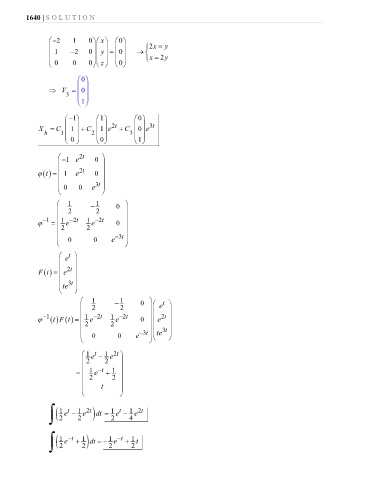 1640 | SOLUTION
(−2 1 0; 1 −2 0; 0 0 0)(x; y; z) = (0; 0; 0) → {2x = y; x = 2y
⇒ V₃ = (0; 0; 1)
X_h = C₁(−1; 1; 0) + C₂(1; 1; 0)e^{2t} + C₃(0; 0; 1)e^{3t}
φ(t) = (−1 e^{2t} 0; 1 e^{2t} 0; 0 0 e^{3t})
φ^{−1} = (1/2 −1/2 0; 1/2 e^{−2t} 1/2 e^{−2t} 0; 0 0 e^{−3t})
F(t) = (e^t; e^{2t}; te^{3t})
φ^{−1}(t)F(t) = (1/2 −1/2 0; 1/2 e^{−2t} 1/2 e^{−2t} 0; 0 0 e^{−3t})(e^t; e^{2t}; te^{3t})
= (1/2 e^t − 1/2 e^{2t}; 1/2 e^{−t} + 1/2; t)
∫(1/2 e^t − 1/2 e^{2t})dt = 1/2 e^t − 1/4 e^{2t}
∫(1/2 e^{−t} + 1/2)dt = −1/2 e^{−t} + 1/2 t